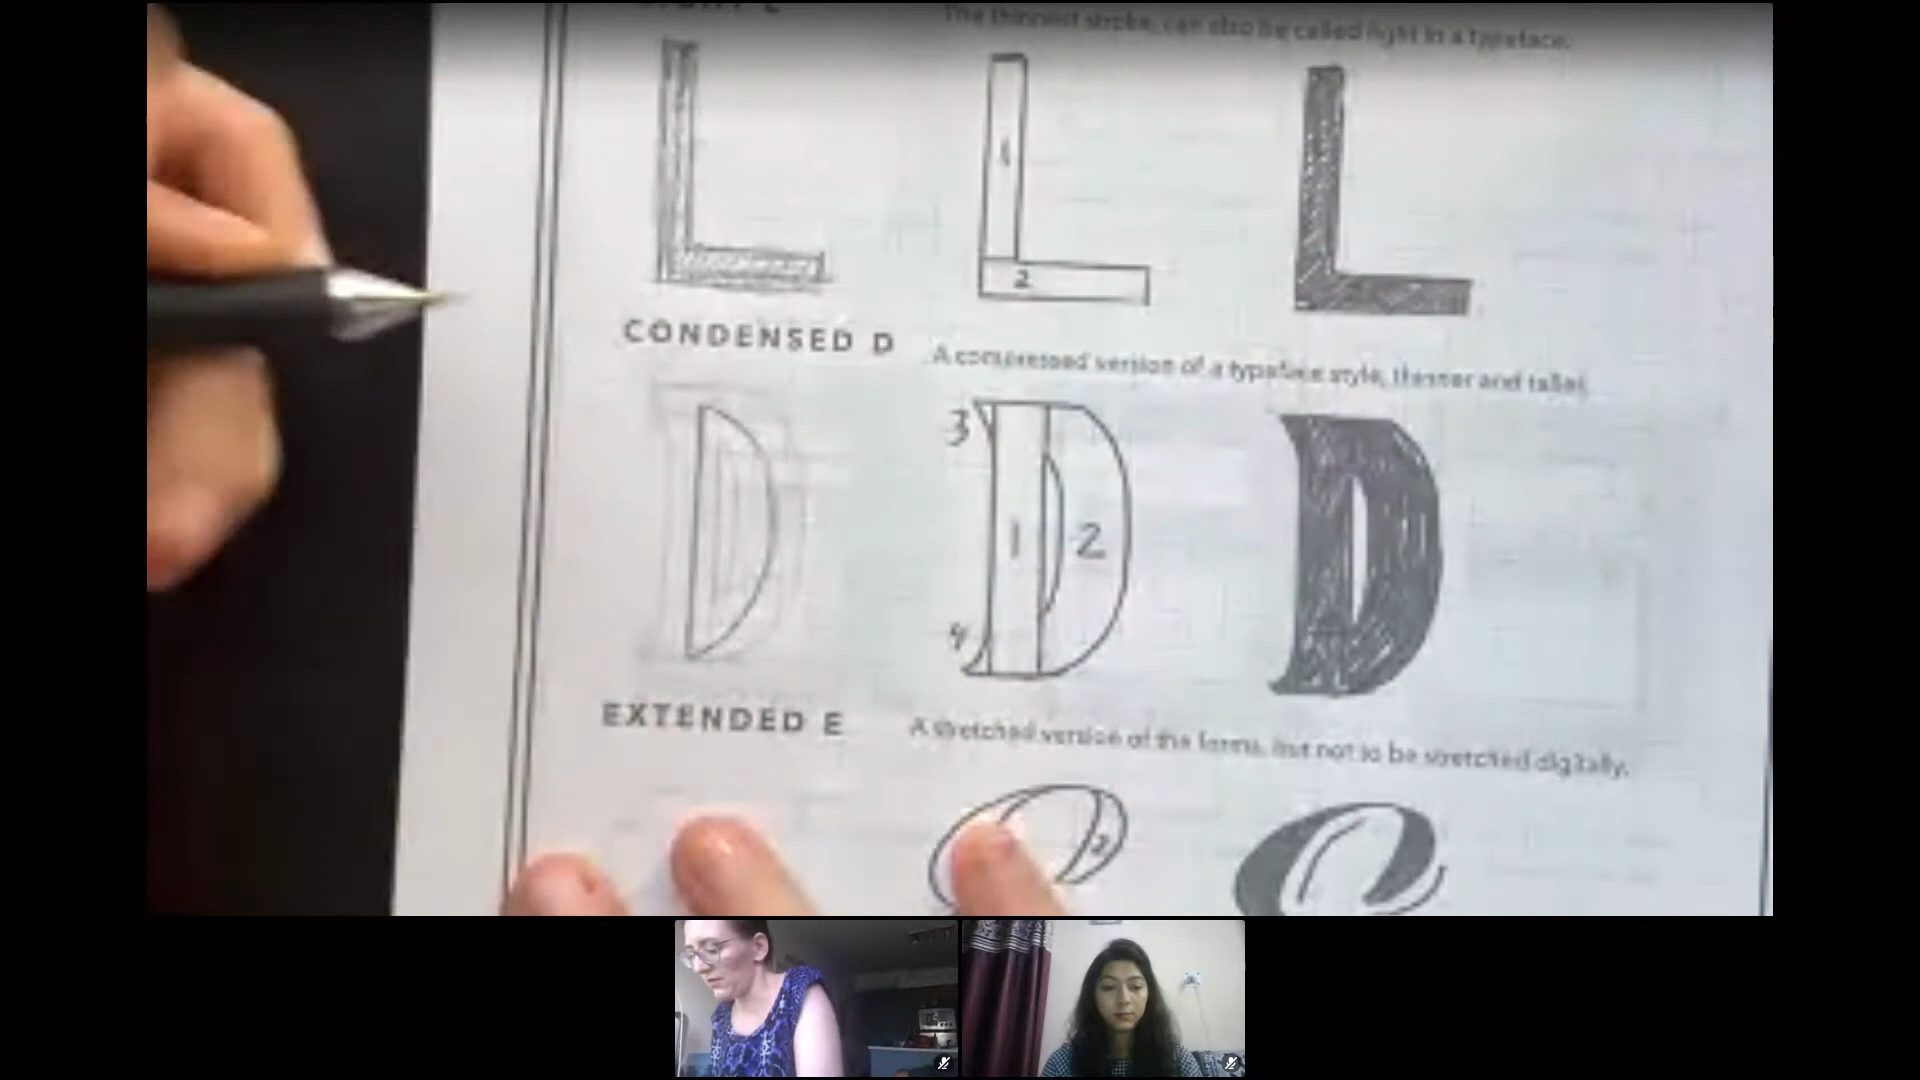 The thinnest stroke, can also be called light in a typeface.
1
2
CONDENSED D
A compressed version of a typeface style, thinner and taller.
3
1
2
4
EXTENDED E
A stretched version of the forms, but not to be stretched digitally.
2